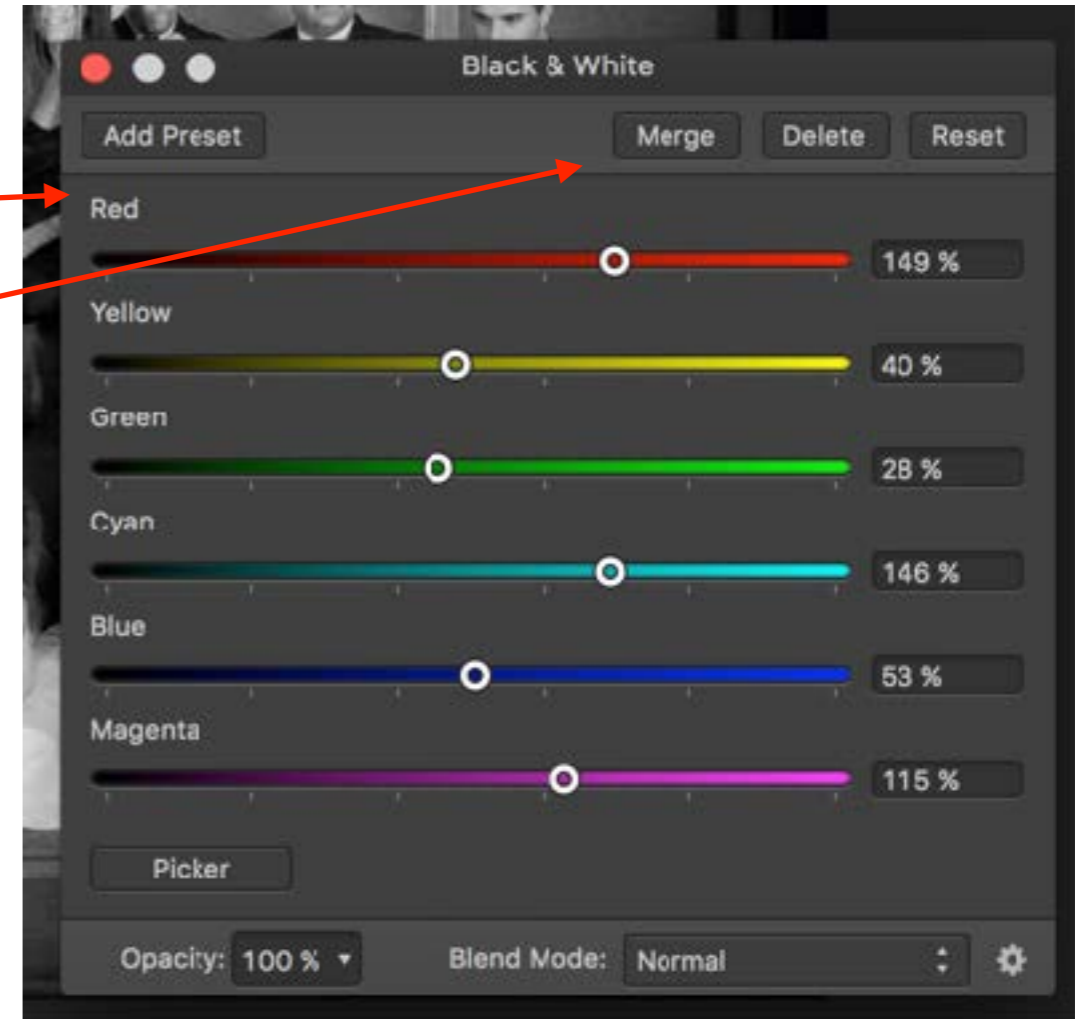 Black & White
Add Preset Merge Delete Reset
Red
149 %
Yellow
40 %
Green
28 %
Cyan
146 %
Blue
53 %
Magenta
115 %
Picker
Opacity: 100 % Blend Mode: Normal